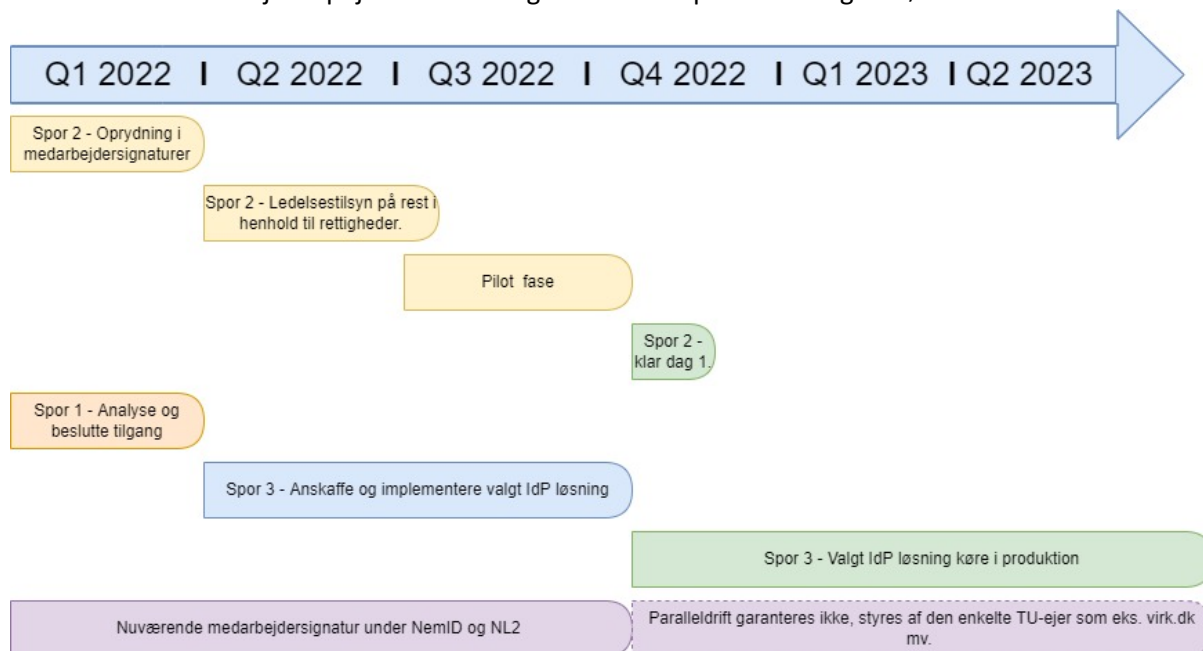 Q1 2022 I Q2 2022 I Q3 2022 I Q4 2022 I Q1 2023 I Q2 2023
Spor 2 - Oprydning i
medarbejdersignaturer
Spor 2 - Ledelsestilsyn på rest i
henhold til rettigheder.
Pilot fase
Spor 2 -
klar dag 1.
Spor 1 - Analyse og
beslutte tilgang
Spor 3 - Anskaffe og implementere valgt IdP løsning
Spor 3 - Valgt IdP løsning køre i produktion
Nuværende medarbejdersignatur under NemID og NL2
Paralleldrift garanteres ikke, styres af den enkelte TU-ejer som eks. virk.dk
mv.